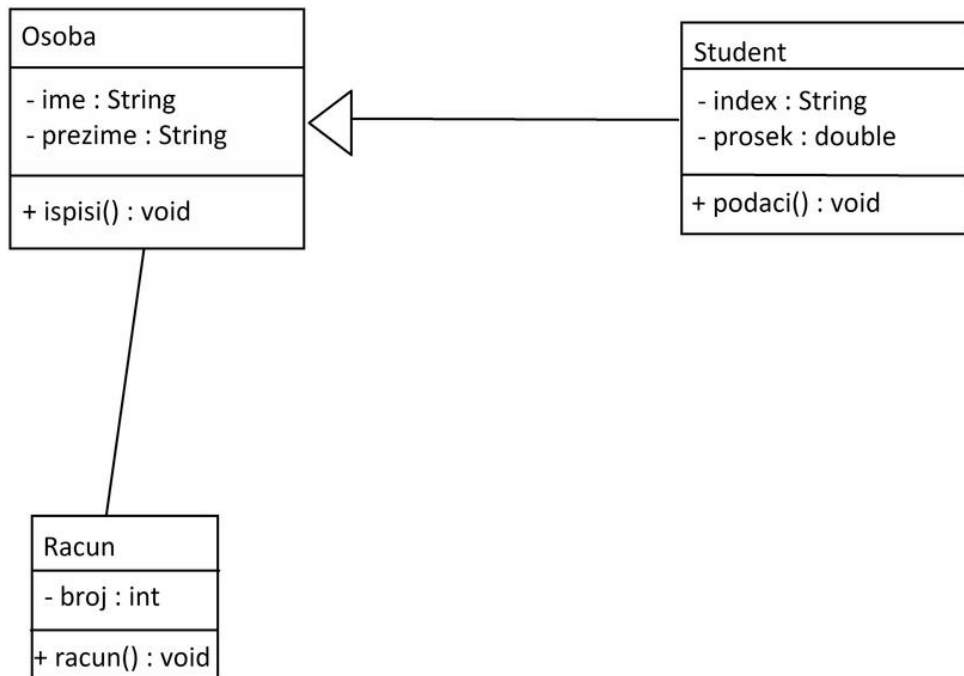 Osoba
- ime : String
- prezime : String
+ ispisi() : void
Student
- index : String
- prosek : double
+ podaci() : void
Racun
- broj : int
+ racun() : void